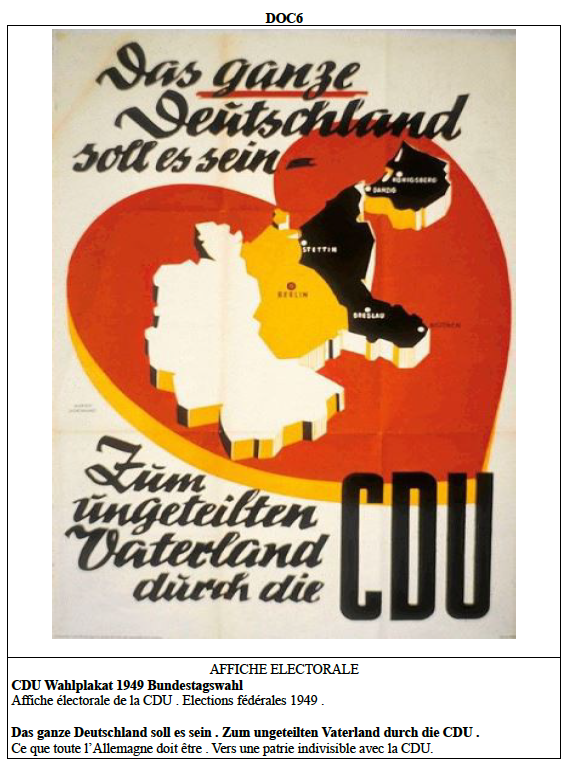 DOC6
Das ganze
Deutschland
soll es sein –
KÖNIGSBERG
DANZIG
STETTIN
BERLIN
BRESLAU
Zum
ungeteilten
Vaterland
durch die
CDU
AFFICHE ELECTORALE
CDU Wahlplakat 1949 Bundestagswahl
Affiche électorale de la CDU . Elections fédérales 1949 .
Das ganze Deutschland soll es sein . Zum ungeteilten Vaterland durch die CDU .
Ce que toute l’Allemagne doit être . Vers une patrie indivisible avec la CDU.